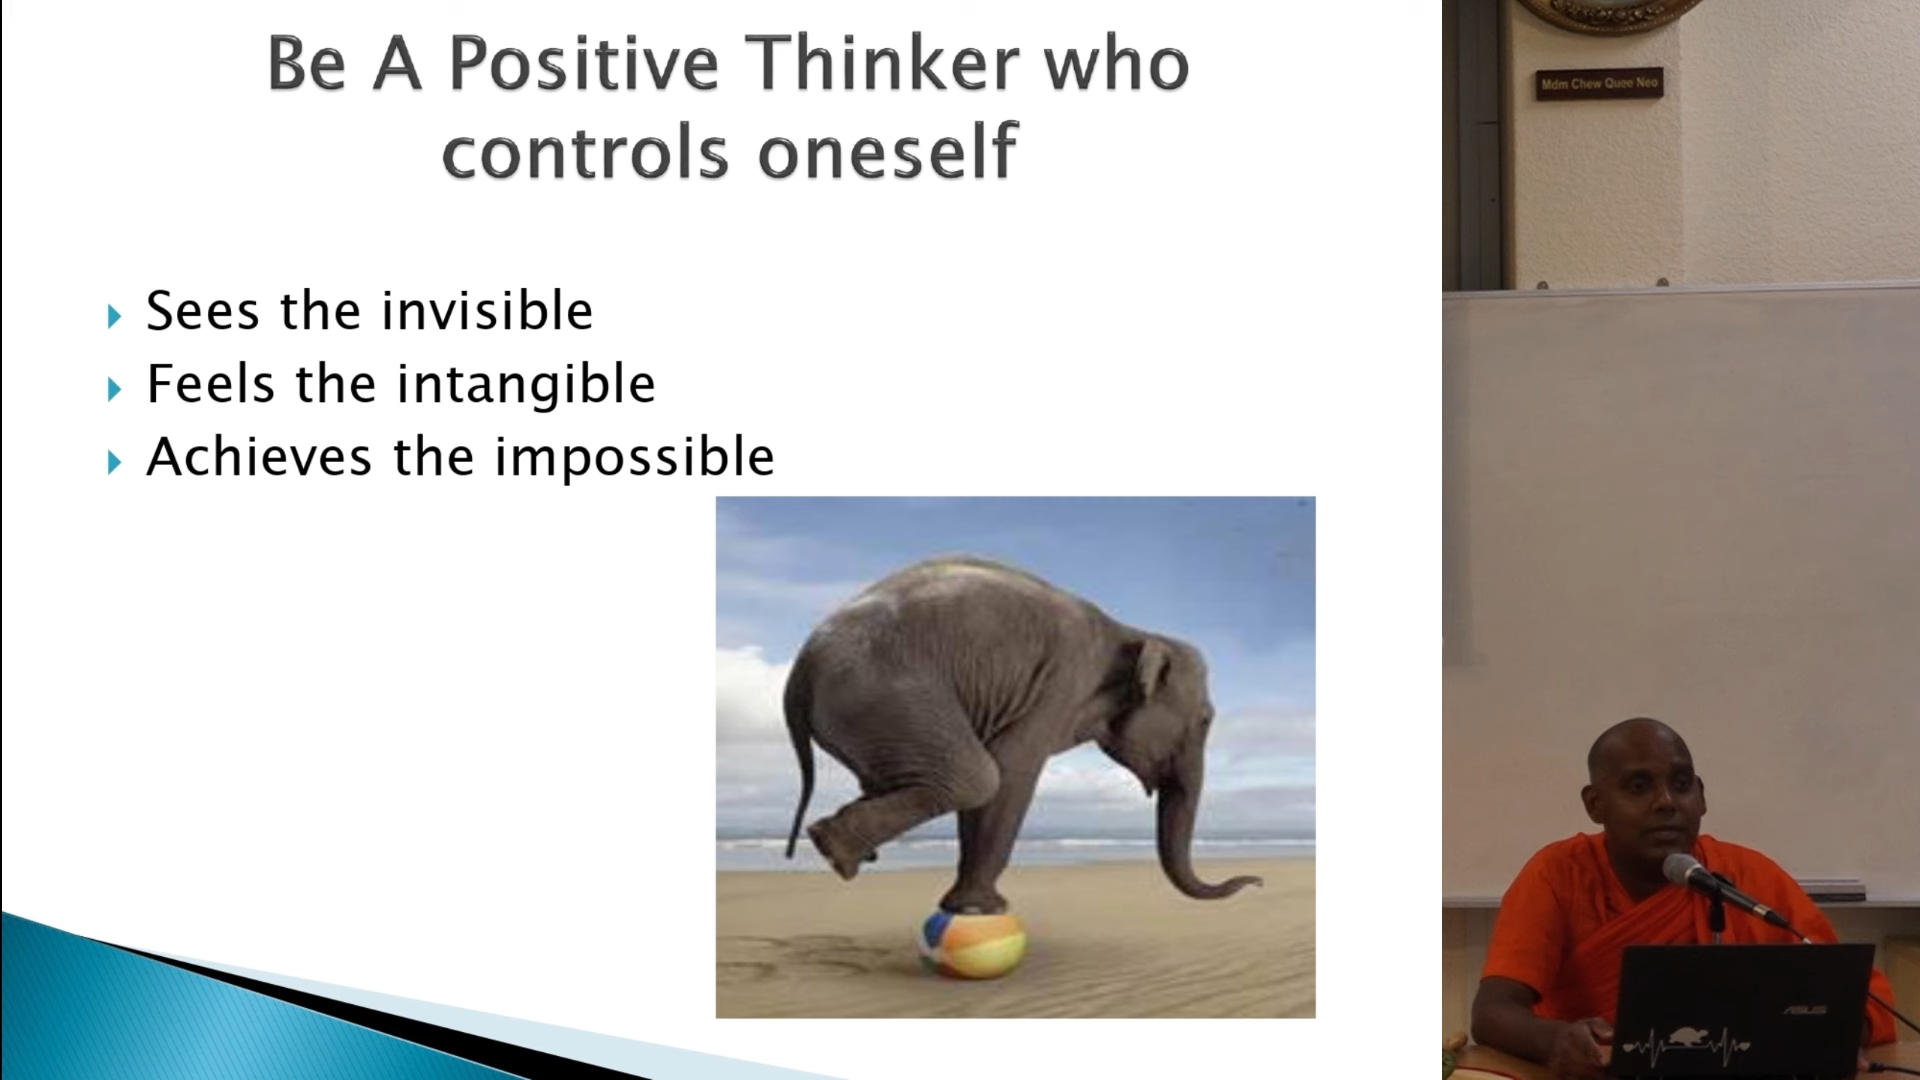 Be A Positive Thinker who
controls oneself
Sees the invisible
Feels the intangible
Achieves the impossible
Mdm Chew Quee Neo
ASUS